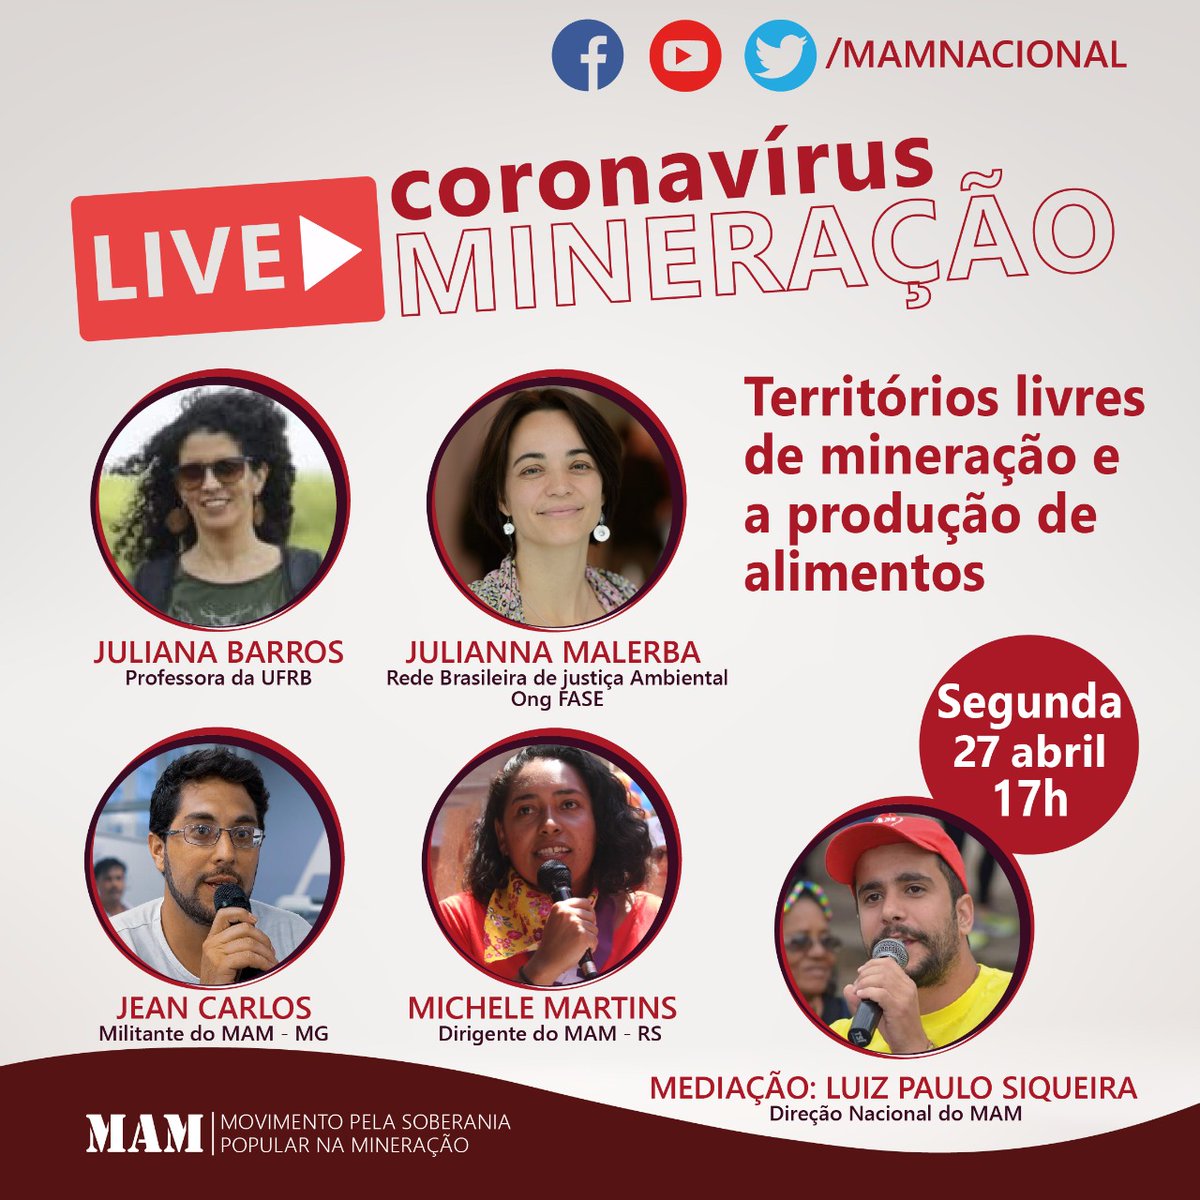 /MAMNACIONAL
LIVE
coronavírus
MINERAÇÃO
Territórios livres
de mineração e
a produção de
alimentos
JULIANA BARROS
Professora da UFRB
JULIANNA MALERBA
Rede Brasileira de justiça Ambiental
Ong FASE
Segunda
27 abril
17h
JEAN CARLOS
Militante do MAM - MG
MICHELE MARTINS
Dirigente do MAM - RS
MAM
MEDIAÇÃO: LUIZ PAULO SIQUEIRA
Direção Nacional do MAM
MAM
MOVIMENTO PELA SOBERANIA
POPULAR NA MINERAÇÃO